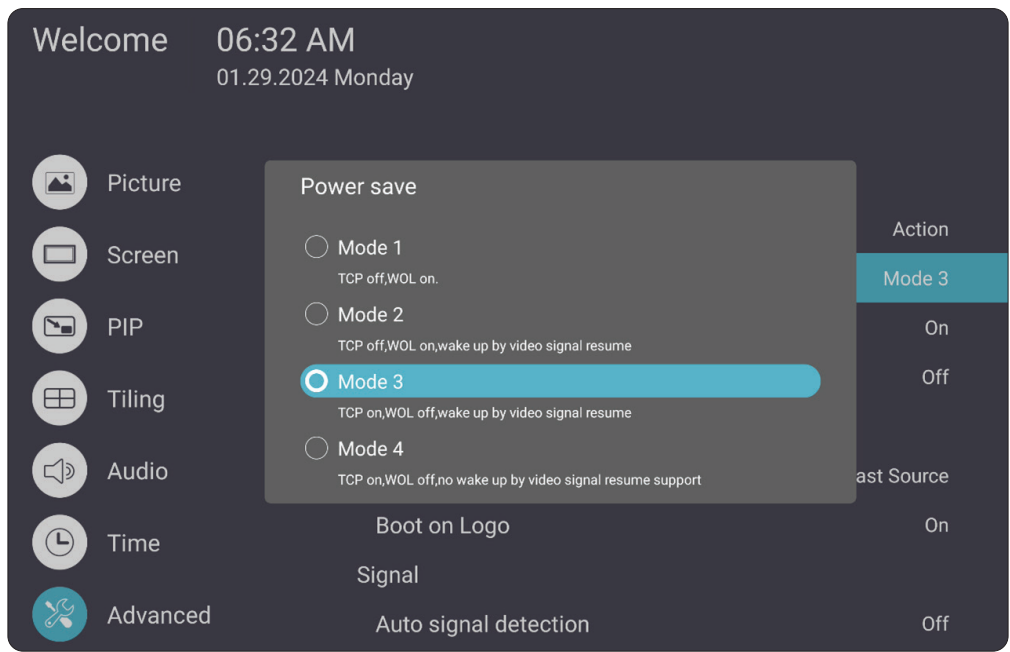 Welcome 06:32 AM
01.29.2024 Monday
Picture
Screen
PIP
Tiling
Audio
Time
Advanced
Power save
Mode 1
TCP off,WOL on.
Mode 2
TCP off,WOL on,wake up by video signal resume
Mode 3
TCP on,WOL off,wake up by video signal resume
Mode 4
TCP on,WOL off,no wake up by video signal resume support
Action
Mode 3
On
Off
ast Source
Boot on Logo On
Signal
Auto signal detection Off